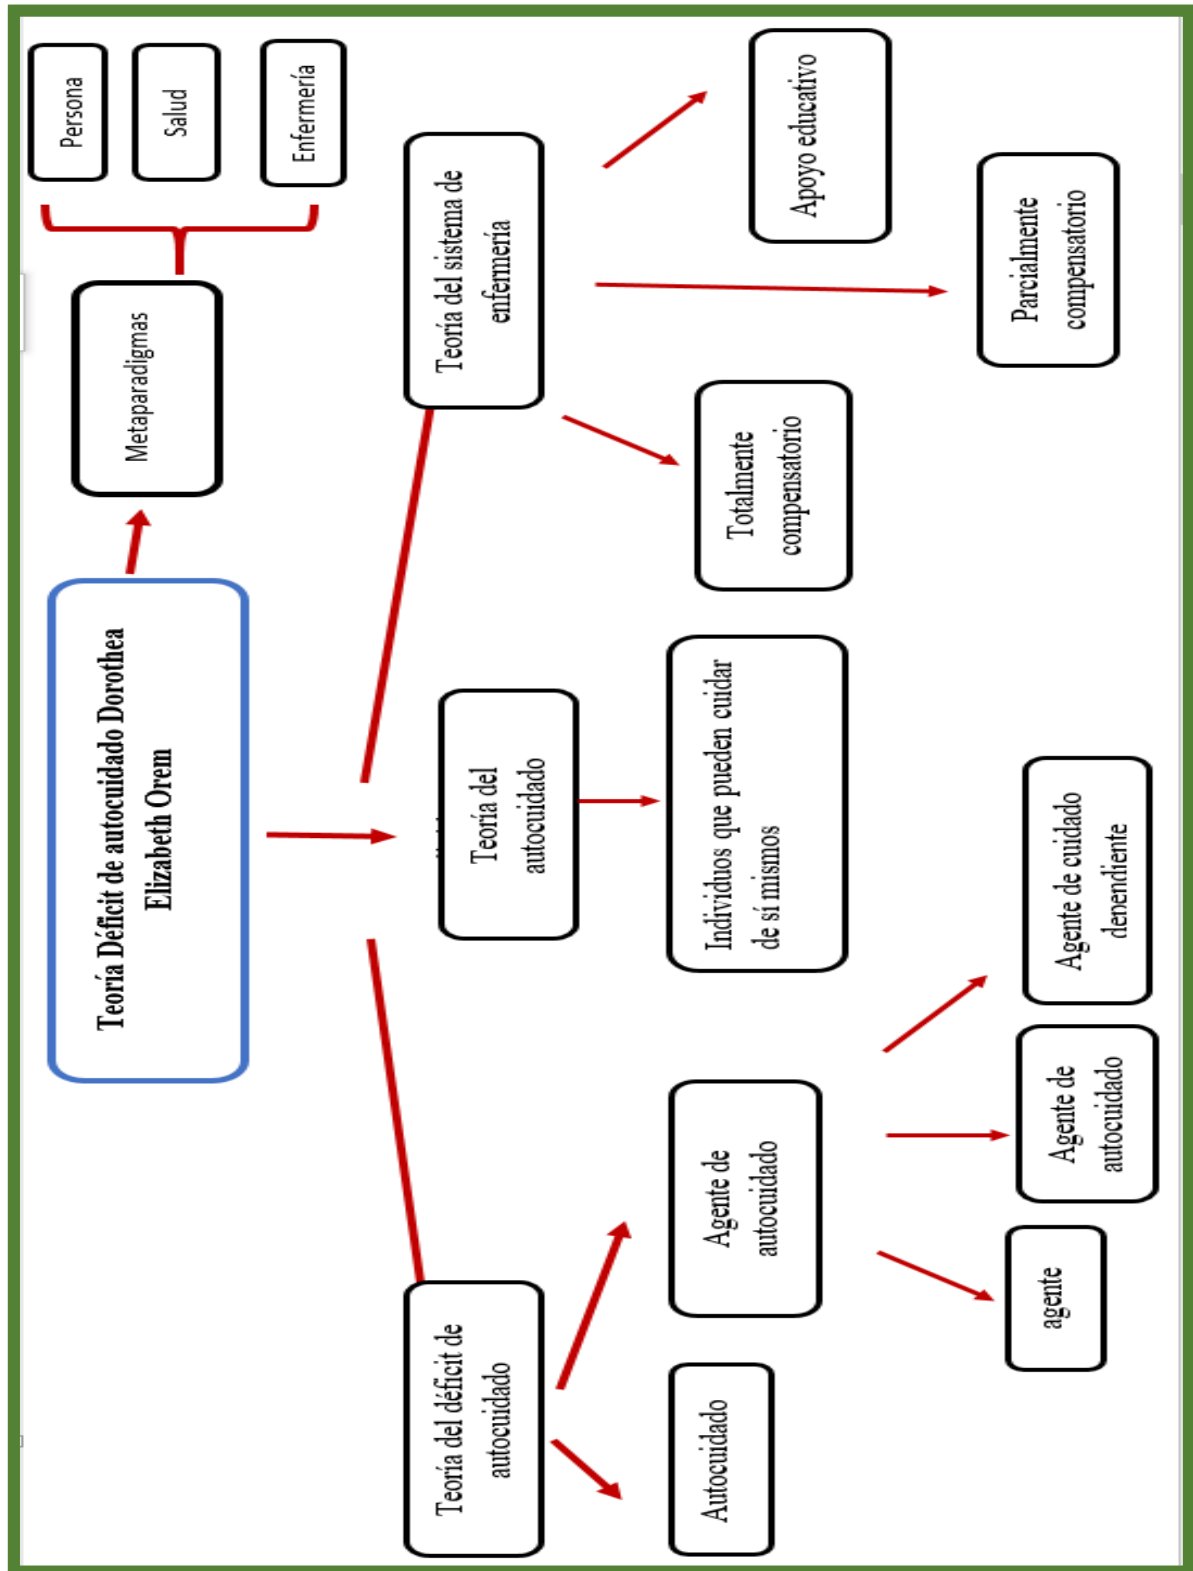 Teoría Déficit de autocuidado Dorothea
Elizabeth Orem
Metaparadigmas
Persona
Salud
Enfermería
Teoría del déficit de
autocuidado
Teoría del
autocuidado
Teoría del sistema de
enfermería
Autocuidado
Agente de
autocuidado
Individuos que pueden cuidar
de sí mismos
Totalmente
compensatorio
Parcialmente
compensatorio
Apoyo educativo
agente
Agente de
autocuidado
Agente de cuidado
dependiente